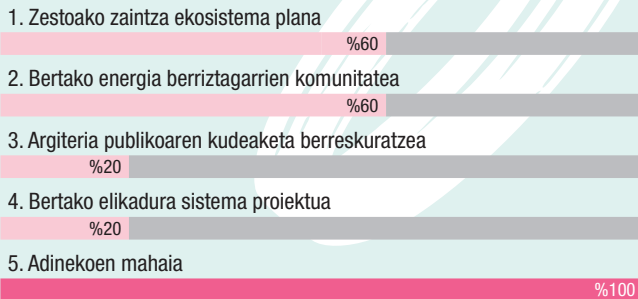 1. Zestoako zaintza ekosistema plana
%60
2. Bertako energia berriztagarrien komunitatea
%60
3. Argiteria publikoaren kudeaketa berreskuratzea
%20
4. Bertako elikadura sistema proiektua
%20
5. Adinekoen mahaia
%100